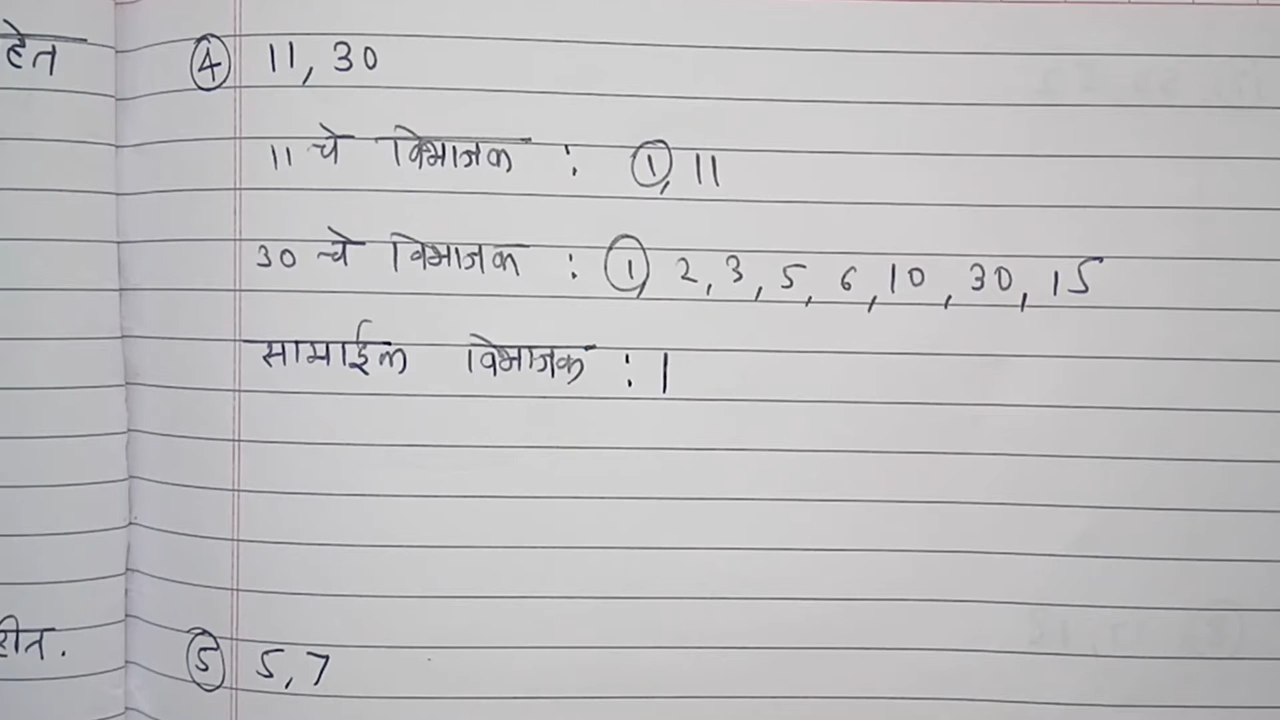 हेत
④ 11, 30
11 चे विभाजक : ①, 11
30 चे विभाजक : ①, 2, 3, 5, 6, 10, 30, 15
सामाईक विभाजक : 1
⑤ 5, 7